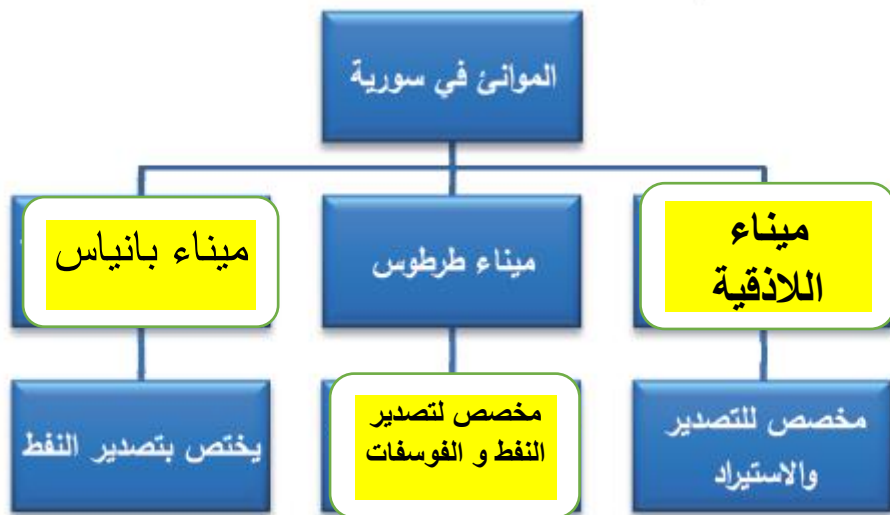 الموانئ في سورية
ميناء
اللاذقية
ميناء طرطوس
ميناء بانياس
مخصص للتصدير
والاستيراد
مخصص لتصدير
النفط و الفوسفات
يختص بتصدير النفط